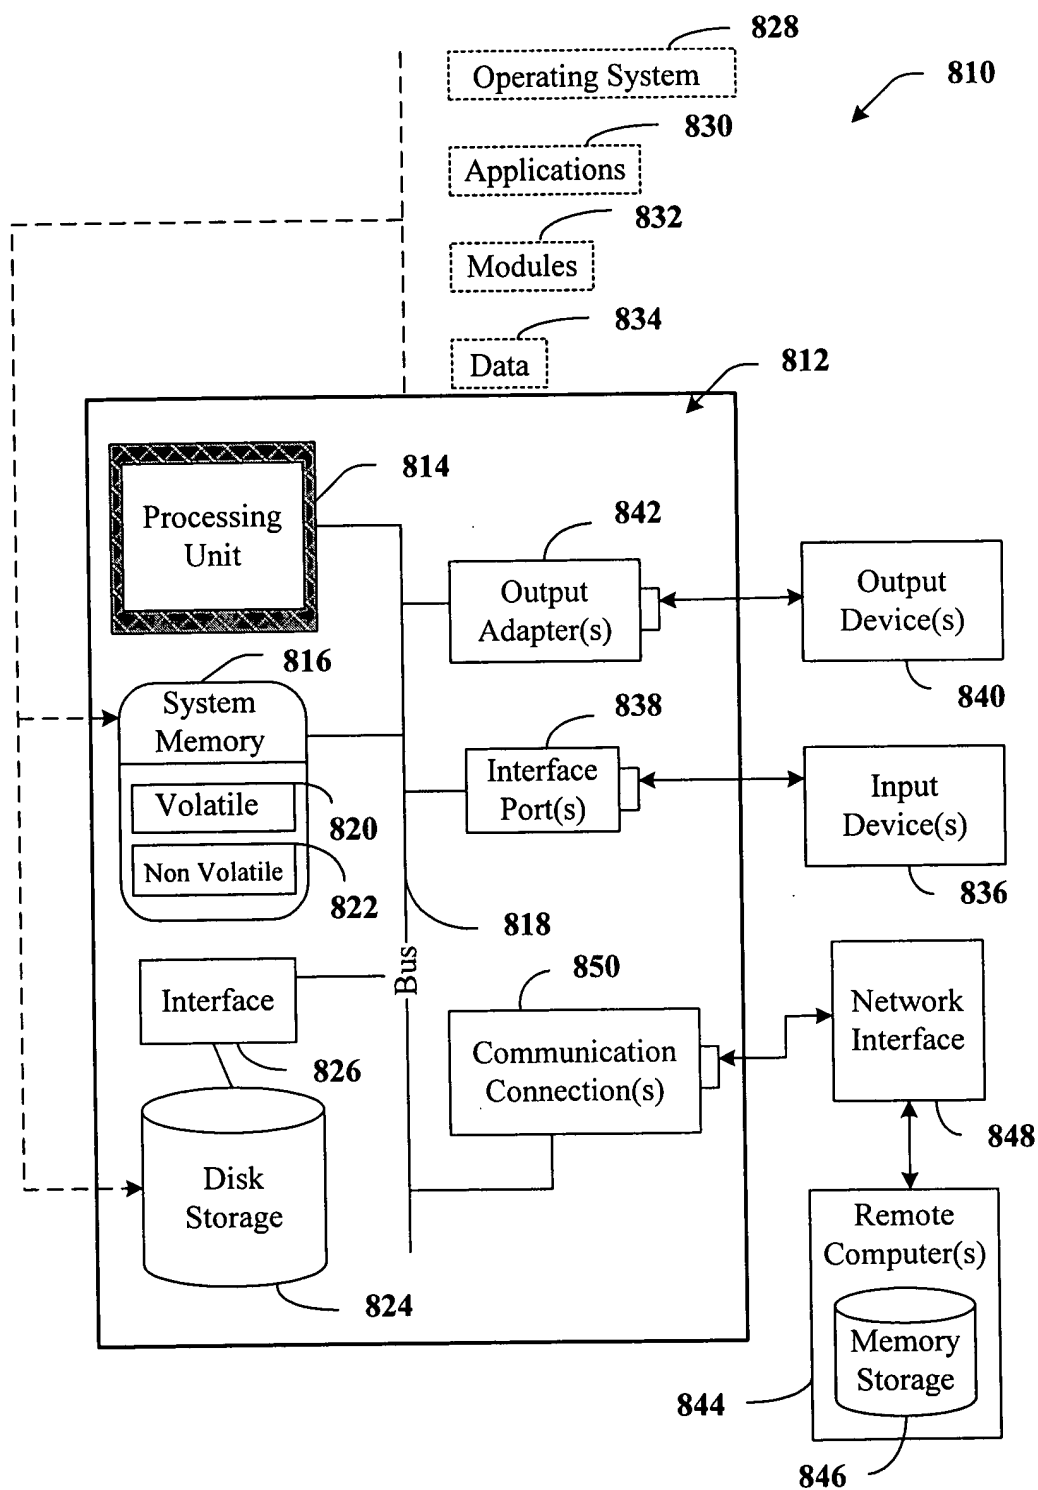 828
Operating System
810
830
Applications
832
Modules
834
Data
812
814
Processing
Unit
842
Output
Adapter(s)
Output
Device(s)
840
816
System
Memory
838
Interface
Port(s)
Input
Device(s)
836
Volatile
820
Non Volatile
822
818
Bus
850
Interface
826
Communication
Connection(s)
Network
Interface
848
Disk
Storage
824
Remote
Computer(s)
Memory
Storage
844
846